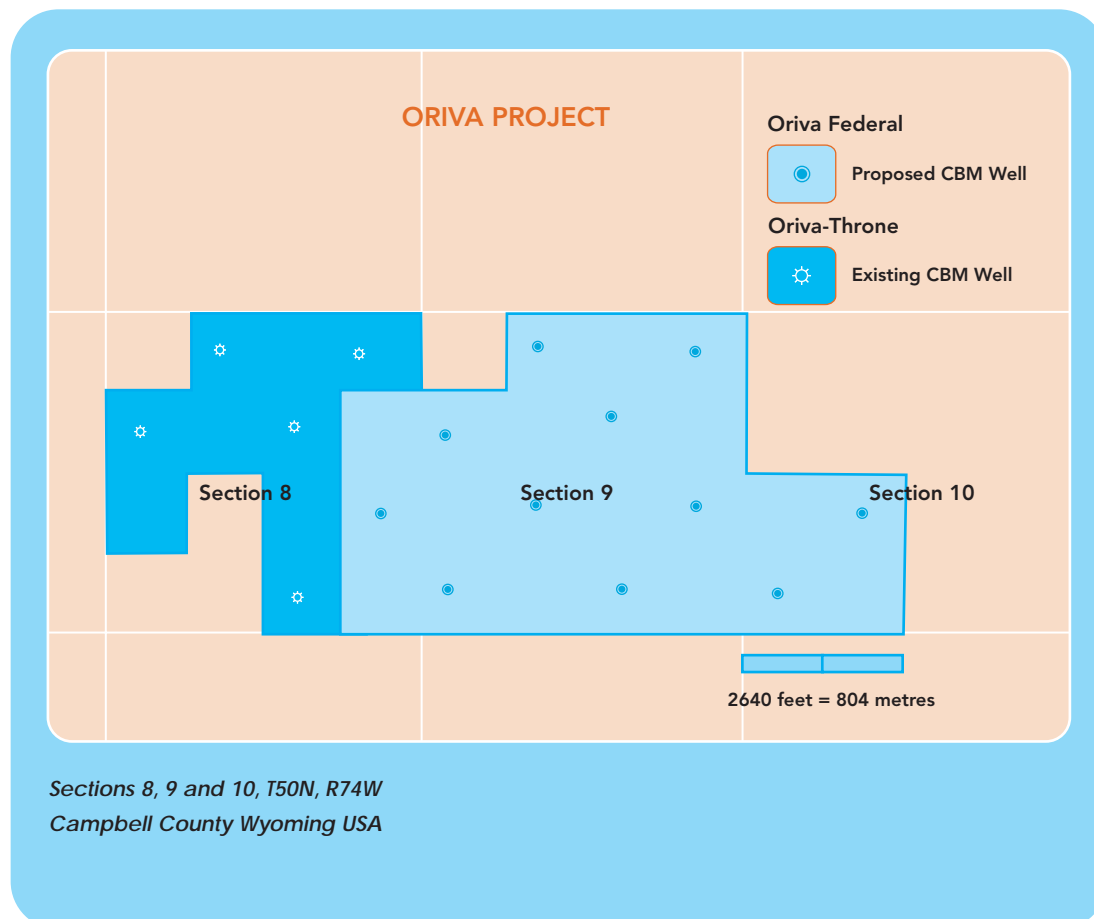 ORIVA PROJECT
Oriva Federal
Proposed CBM Well
Oriva-Throne
Existing CBM Well
Section 8
Section 9
Section 10
2640 feet = 804 metres
Sections 8, 9 and 10, T50N, R74W
Campbell County Wyoming USA